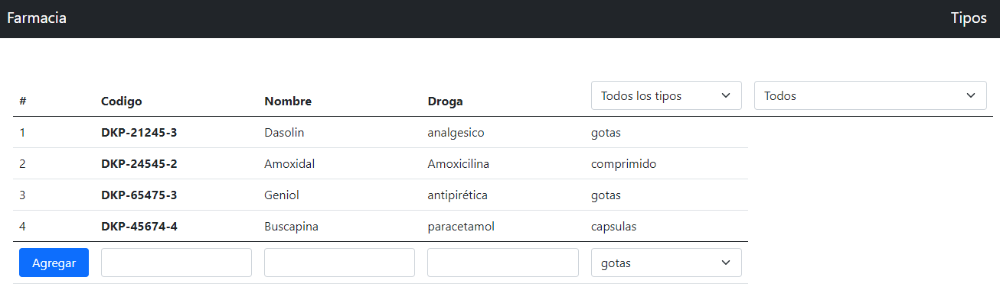 Farmacia Tipos
# Codigo Nombre Droga Todos los tipos Todos
1 DKP-21245-3 Dasolin analgesico gotas
2 DKP-24545-2 Amoxidal Amoxicilina comprimido
3 DKP-65475-3 Geniol antipirética gotas
4 DKP-45674-4 Buscapina paracetamol capsulas
Agregar gotas